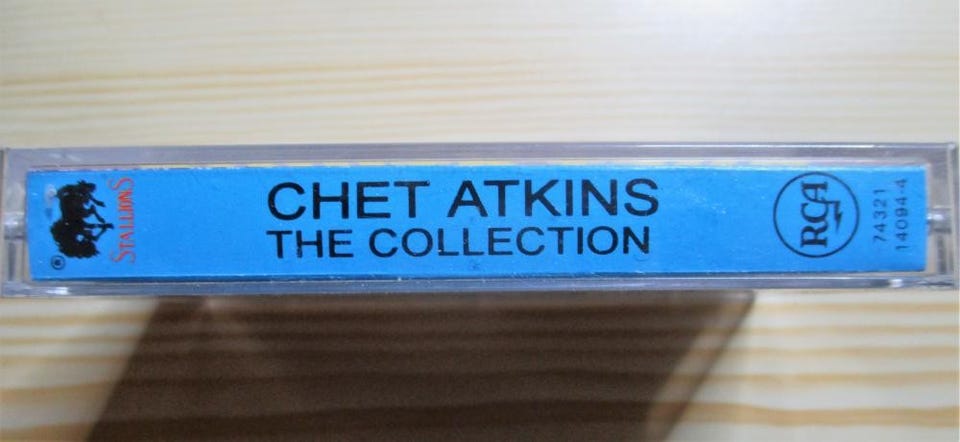 STALLIONS
®
CHET ATKINS
THE COLLECTION
RCA
74321
14094-4